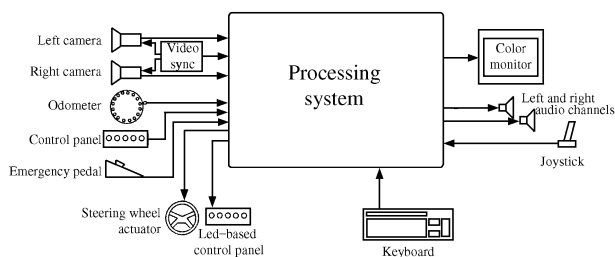 Left camera
Video
sync
Right camera
Odometer
Control panel
Emergency pedal
Steering wheel
actuator
Led-based
control panel
Processing
system
Color
monitor
Left and right
audio channels
Joystick
Keyboard